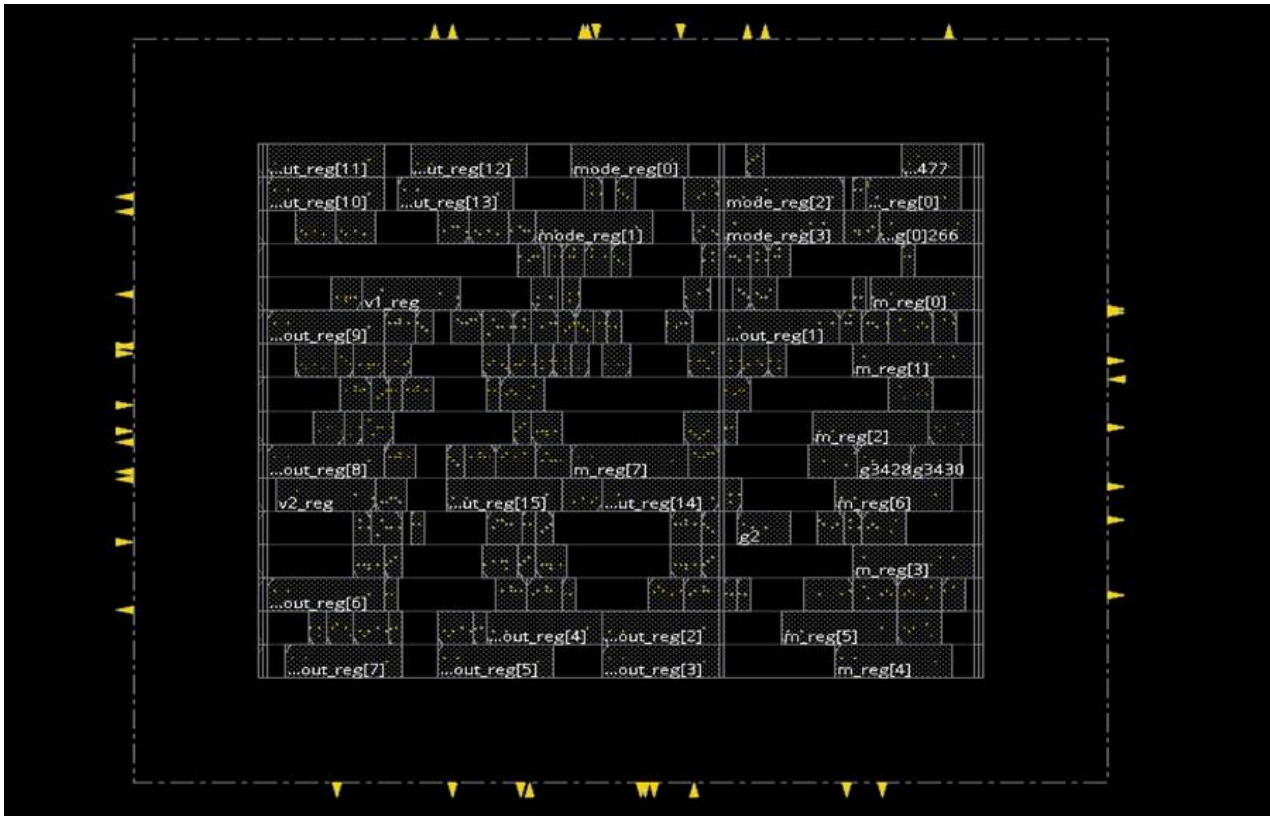 ...ut_reg[11] ...ut_reg[12] mode_reg[0] ...477
...ut_reg[10] ...ut_reg[13] mode_reg[2] ..._reg[0]
mode_reg[1] mode_reg[3] ...g[0]266
v1_reg m_reg[0]
...out_reg[9] ...out_reg[1]
m_reg[1]
m_reg[2]
...out_reg[8] m_reg[7] g3428g3430
v2_reg ...ut_reg[15] ...ut_reg[14] m_reg[6]
g2
m_reg[3]
...out_reg[6]
...out_reg[4] ...out_reg[2] m_reg[5]
...out_reg[7] ...out_reg[5] ...out_reg[3] m_reg[4]